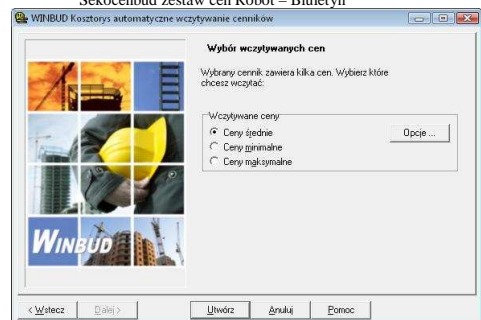 Sekocenbud zestaw cen Robót – Biuletyn
WINBUD Kosztorys automatyczne wczytywanie cenników
Wybór wczytywanych cen
Wybrany cennik zawiera kilka cen. Wybierz które
chcesz wczytać:
Wczytywane ceny
Ceny średnie
Opcje ...
Ceny minimalne
Ceny maksymalne
WINBUD
< Wstecz
Dalej >
Utwórz
Anuluj
Pomoc